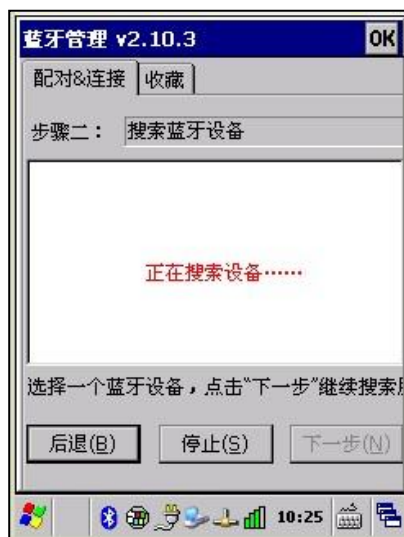 蓝牙管理 v2.10.3 OK
配对&连接 收藏
步骤二： 搜索蓝牙设备
正在搜索设备……
选择一个蓝牙设备，点击“下一步”继续搜索
后退(B) 停止(S) 下一步(N)
10:25